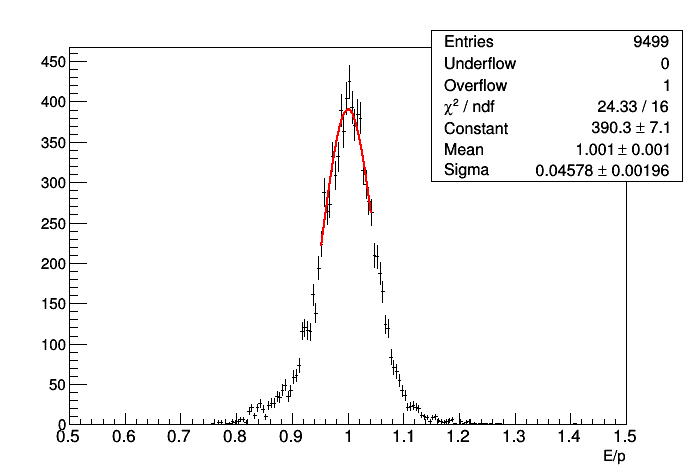 Entries 9499
Underflow 0
Overflow 1
χ² / ndf 24.33 / 16
Constant 390.3 ± 7.1
Mean 1.001 ± 0.001
Sigma 0.04578 ± 0.00196
450
400
350
300
250
200
150
100
50
0
0.5 0.6 0.7 0.8 0.9 1 1.1 1.2 1.3 1.4 1.5
E/p